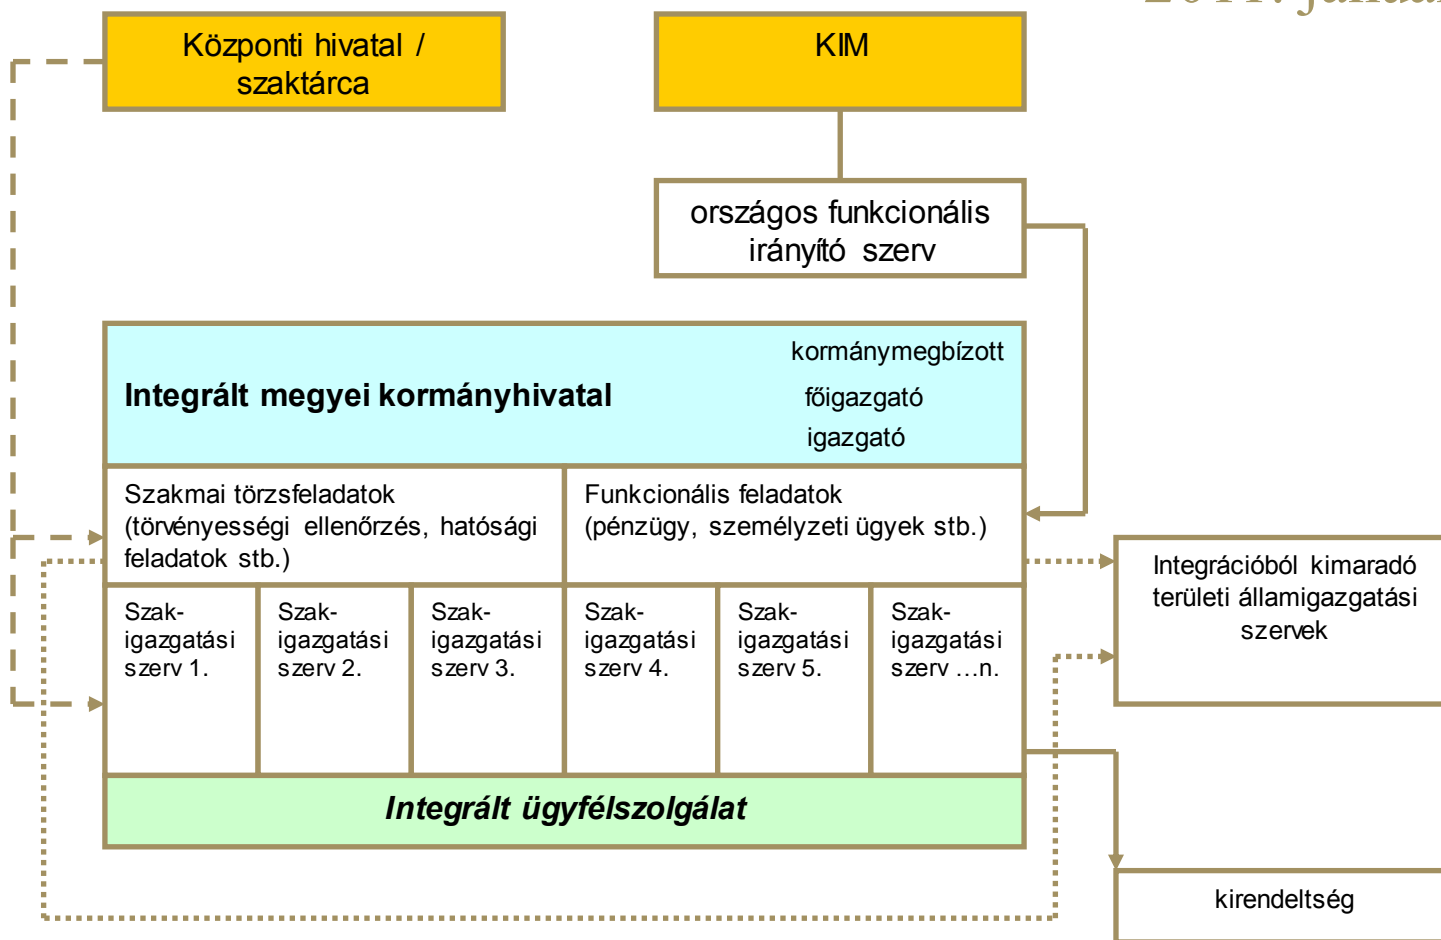 Központi hivatal /
szaktárca
KIM
országos funkcionális
irányító szerv
kormánymegbízott
Integrált megyei kormányhivatal
főigazgató
igazgató
Szakmai törzsfeladatok
(törvényességi ellenőrzés, hatósági
feladatok stb.)
Funkcionális feladatok
(pénzügy, személyzeti ügyek stb.)
Szak-
igazgatási
szerv 1.
Szak-
igazgatási
szerv 2.
Szak-
igazgatási
szerv 3.
Szak-
igazgatási
szerv 4.
Szak-
igazgatási
szerv 5.
Szak-
igazgatási
szerv …n.
Integrációból kimaradó
területi államigazgatási
szervek
Integrált ügyfélszolgálat
kirendeltség